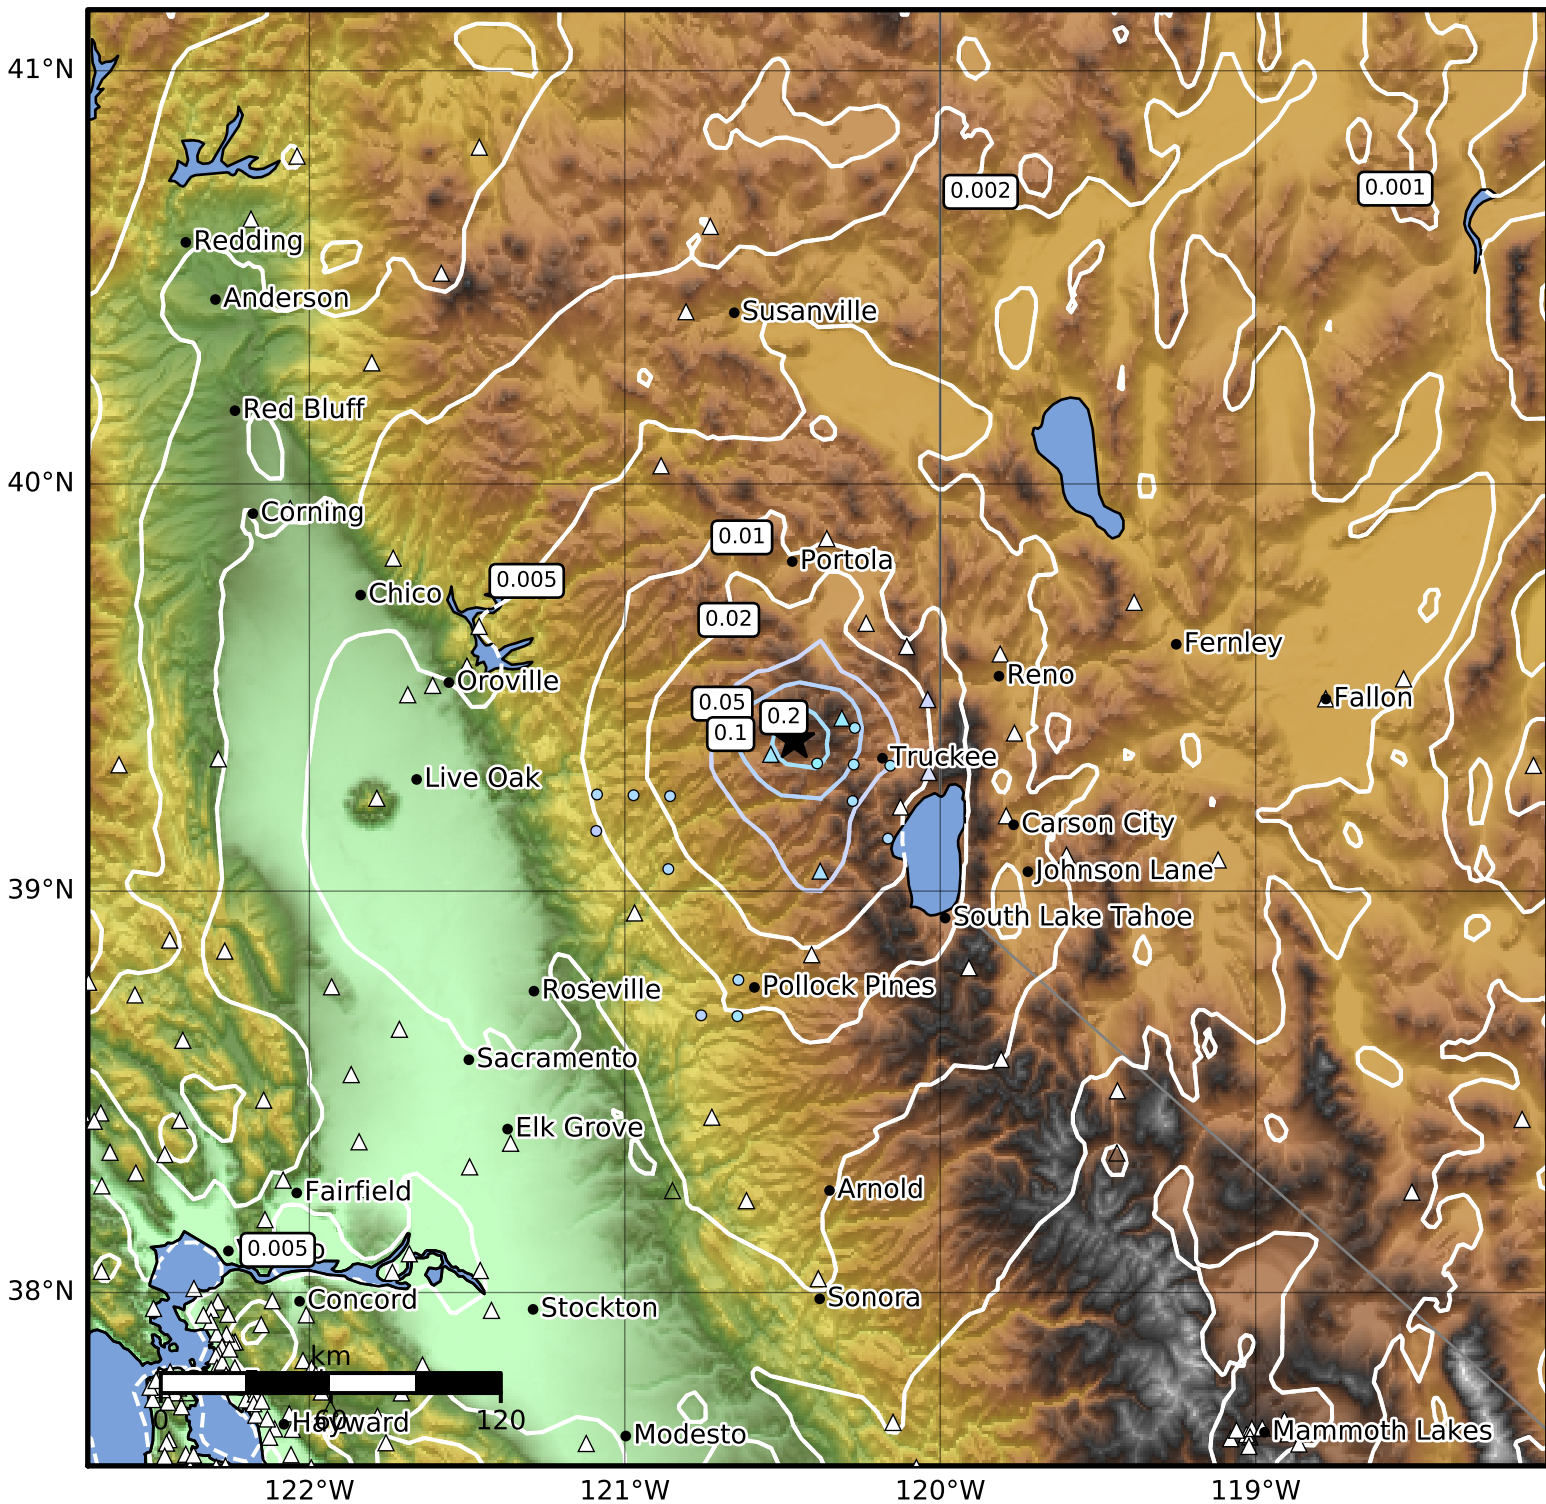 41°N
0.002
0.001
Redding
Anderson
Susanville
Red Bluff
40°N
Corning
0.01
Portola
0.005
Chico
0.02
Fernley
Reno
Oroville
Fallon
0.05
0.2
0.1
Truckee
Live Oak
Carson City
Johnson Lane
39°N
South Lake Tahoe
Pollock Pines
Roseville
Sacramento
Elk Grove
Arnold
Fairfield
0.005
38°N
Sonora
Concord
Stockton
km
0 60 120
Hayward
Modesto
Mammoth Lakes
122°W 121°W 120°W 119°W